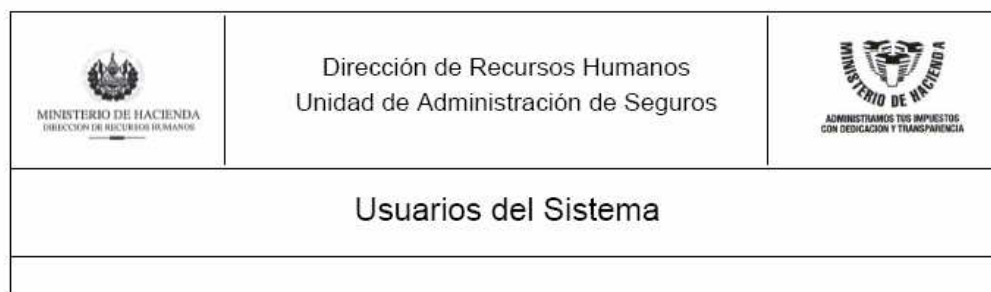 MINISTERIO DE HACIENDA
DIRECCION DE RECURSOS HUMANOS
Dirección de Recursos Humanos
Unidad de Administración de Seguros
MINISTERIO DE HACIENDA
ADMINISTRAMOS TUS IMPUESTOS
CON DEDICACION Y TRANSPARENCIA
Usuarios del Sistema